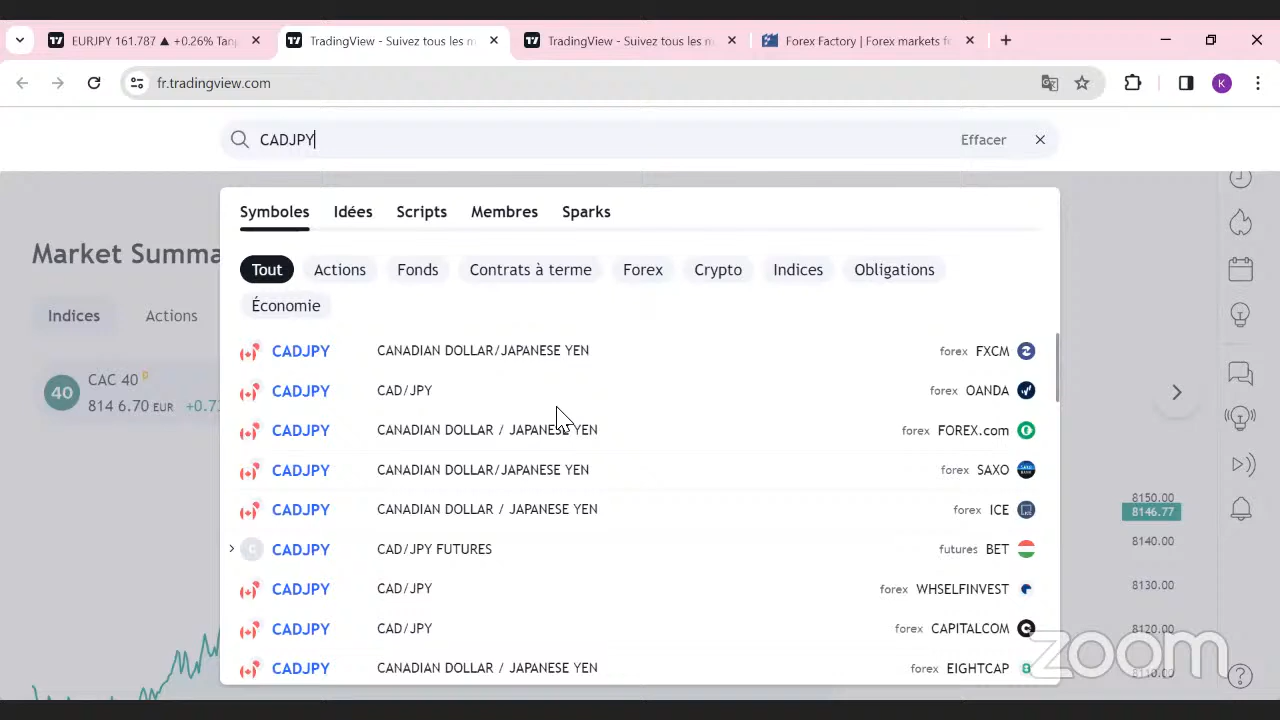 EURJPY 161.787 ▲ +0.26% Tan
TradingView - Suivez tous les m
TradingView - Suivez tous les m
Forex Factory | Forex markets fo
fr.tradingview.com
K
CADJPY
Effacer
Symboles Idées Scripts Membres Sparks
Tout Actions Fonds Contrats à terme Forex Crypto Indices Obligations
Économie
Market Summa
Indices Actions
40 CAC 40 D
814 6.70 EUR +0.7
CADJPY CANADIAN DOLLAR/JAPANESE YEN forex FXCM
CADJPY CAD/JPY forex OANDA
CADJPY CANADIAN DOLLAR / JAPANESE YEN forex FOREX.com
CADJPY CANADIAN DOLLAR/JAPANESE YEN forex SAXO
CADJPY CANADIAN DOLLAR / JAPANESE YEN forex ICE
C CADJPY CAD/JPY FUTURES futures BET
CADJPY CAD/JPY forex WHSELFINVEST
CADJPY CAD/JPY forex CAPITALCOM
CADJPY CANADIAN DOLLAR / JAPANESE YEN forex EIGHTCAP
8150.00
8146.77
8140.00
8130.00
8120.00
8110.00
zoom